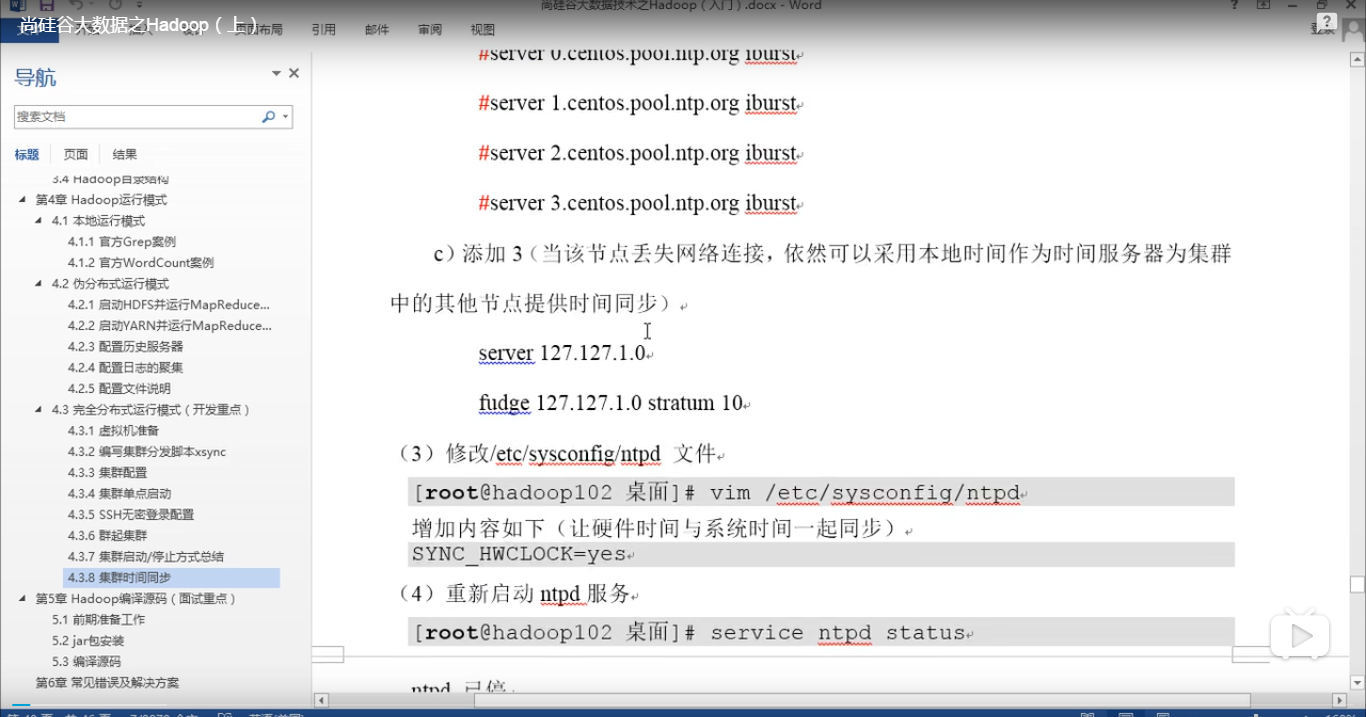 尚硅谷大数据技术之Hadoop（入门）.docx - Word
尚硅谷大数据之Hadoop（上）
文件 页面布局 引用 邮件 审阅 视图 登录
导航
搜索文档
标题 页面 结果
3.4 Hadoop目录结构
第4章 Hadoop运行模式
4.1 本地运行模式
4.1.1 官方Grep案例
4.1.2 官方WordCount案例
4.2 伪分布式运行模式
4.2.1 启动HDFS并运行MapReduce...
4.2.2 启动YARN并运行MapReduce...
4.2.3 配置历史服务器
4.2.4 配置日志的聚集
4.2.5 配置文件说明
4.3 完全分布式运行模式（开发重点）
4.3.1 虚拟机准备
4.3.2 编写集群分发脚本xsync
4.3.3 集群配置
4.3.4 集群单点启动
4.3.5 SSH无密登录配置
4.3.6 群起集群
4.3.7 集群启动/停止方式总结
4.3.8 集群时间同步
第5章 Hadoop编译源码（面试重点）
5.1 前期准备工作
5.2 jar包安装
5.3 编译源码
第6章 常见错误及解决方案
#server 0.centos.pool.ntp.org iburst
#server 1.centos.pool.ntp.org iburst
#server 2.centos.pool.ntp.org iburst
#server 3.centos.pool.ntp.org iburst
c）添加 3（当该节点丢失网络连接，依然可以采用本地时间作为时间服务器为集群
中的其他节点提供时间同步）
server 127.127.1.0
fudge 127.127.1.0 stratum 10
（3）修改/etc/sysconfig/ntpd 文件
[root@hadoop102 桌面]# vim /etc/sysconfig/ntpd
增加内容如下（让硬件时间与系统时间一起同步）
SYNC_HWCLOCK=yes
（4）重新启动 ntpd 服务
[root@hadoop102 桌面]# service ntpd status
ntpd 已停